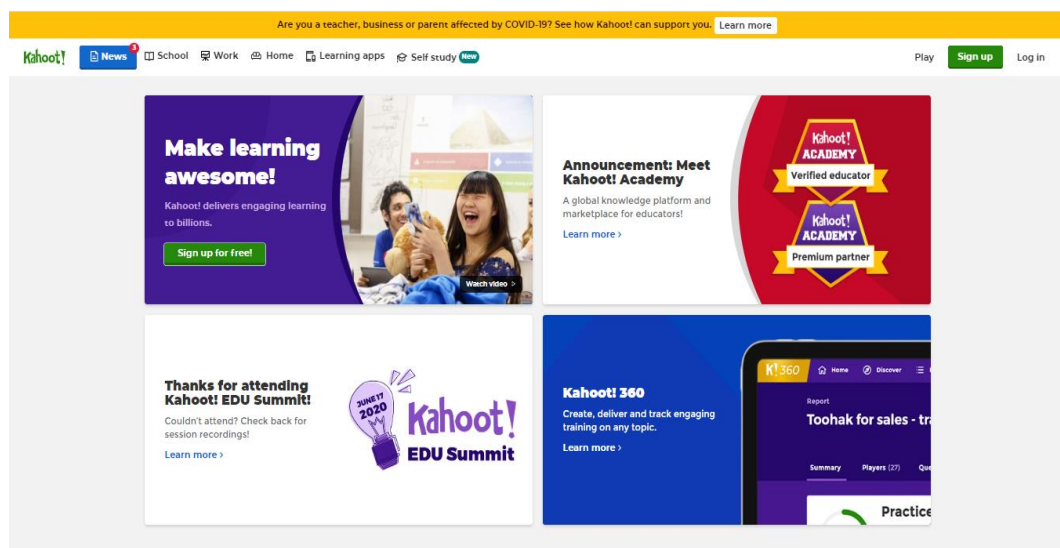 Are you a teacher, business or parent affected by COVID-19? See how Kahoot! can support you. Learn more
Kahoot! News 3 School Work Home Learning apps Self study New Play Sign up Log in
Make learning
awesome!
Kahoot! delivers engaging learning
to billions.
Sign up for free!
Watch video >
Announcement: Meet
Kahoot! Academy
A global knowledge platform and
marketplace for educators!
Learn more ›
Kahoot!
ACADEMY
Verified educator
Kahoot!
ACADEMY
Premium partner
Thanks for attending
Kahoot! EDU Summit!
Couldn't attend? Check back for
session recordings!
Learn more ›
JUNE 17
2020
Kahoot!
EDU Summit
Kahoot! 360
Create, deliver and track engaging
training on any topic.
Learn more ›
K!360 Home Discover
Report
Toohak for sales - tra
Summary Players (27) Que
Practice